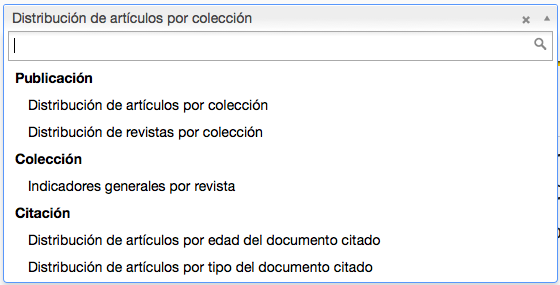 Distribución de artículos por colección
Publicación
Distribución de artículos por colección
Distribución de revistas por colección
Colección
Indicadores generales por revista
Citación
Distribución de artículos por edad del documento citado
Distribución de artículos por tipo del documento citado